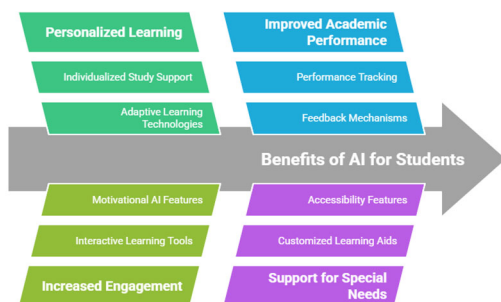 Personalized Learning
Individualized Study Support
Adaptive Learning
Technologies
Improved Academic
Performance
Performance Tracking
Feedback Mechanisms
Benefits of AI for Students
Motivational AI Features
Interactive Learning Tools
Increased Engagement
Accessibility Features
Customized Learning Aids
Support for Special
Needs